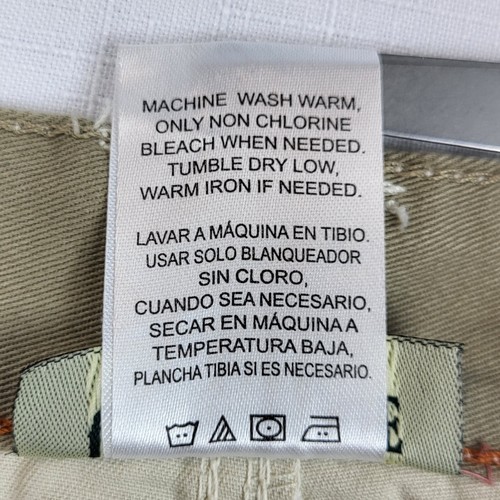 MACHINE WASH WARM,
ONLY NON CHLORINE
BLEACH WHEN NEEDED.
TUMBLE DRY LOW,
WARM IRON IF NEEDED.
LAVAR A MÁQUINA EN TIBIO.
USAR SOLO BLANQUEADOR
SIN CLORO,
CUANDO SEA NECESARIO,
SECAR EN MÁQUINA A
TEMPERATURA BAJA,
PLANCHA TIBIA SI ES NECESARIO.